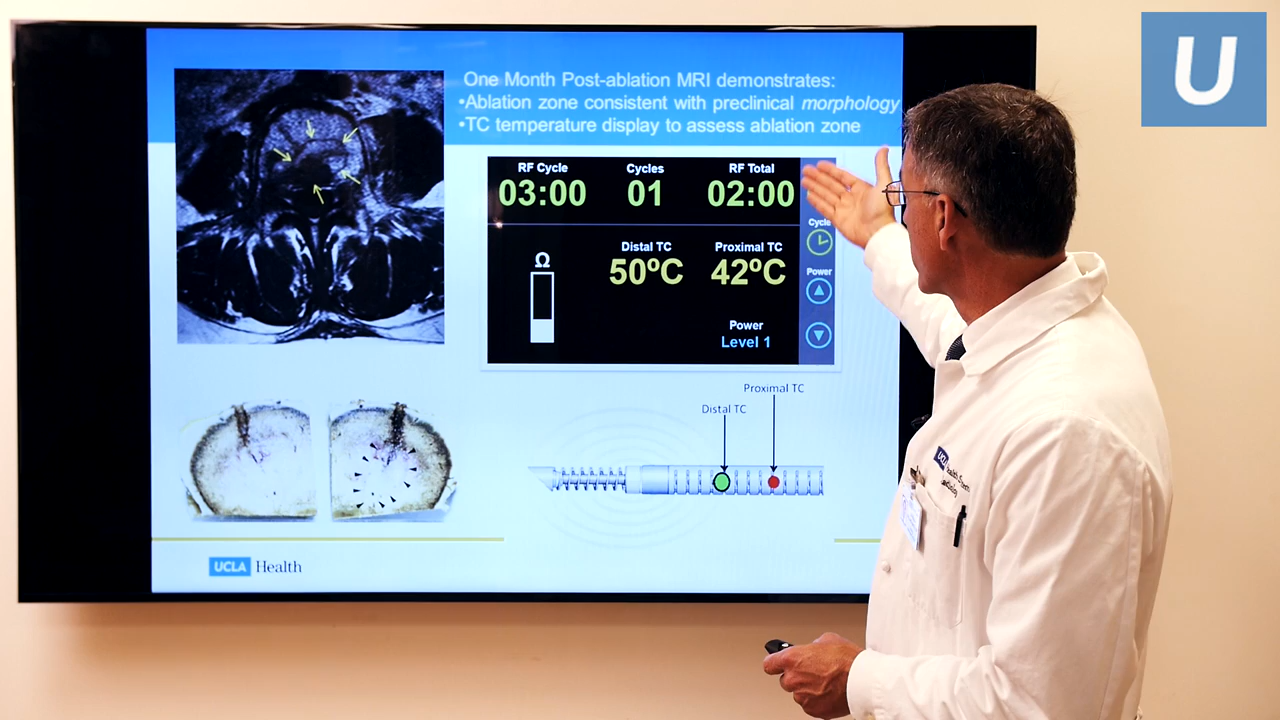 One Month Post-ablation MRI demonstrates:
•Ablation zone consistent with preclinical morphology
•TC temperature display to assess ablation zone
RF Cycle Cycles RF Total
03:00 01 02:00
Cycle
Distal TC Proximal TC
Ω 50ºC 42ºC
Power
Power
Level 1
Proximal TC
Distal TC
UCLA Health
U
UCLA